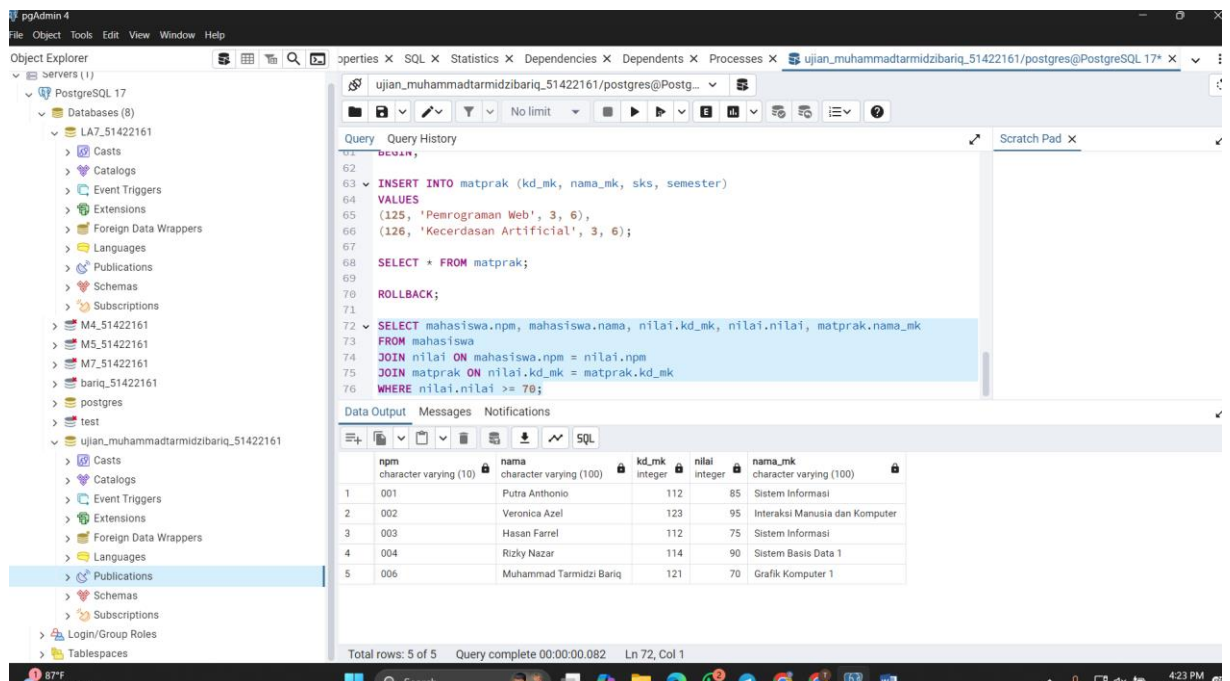 pgAdmin 4
File Object Tools Edit View Window Help
Object Explorer
Servers (1)
PostgreSQL 17
Databases (8)
LA7_51422161
Casts
Catalogs
Event Triggers
Extensions
Foreign Data Wrappers
Languages
Publications
Schemas
Subscriptions
M4_51422161
M5_51422161
M7_51422161
bariq_51422161
postgres
test
ujian_muhammadtarmidzibariq_51422161
Casts
Catalogs
Event Triggers
Extensions
Foreign Data Wrappers
Languages
Publications
Schemas
Subscriptions
Login/Group Roles
Tablespaces
operties X SQL X Statistics X Dependencies X Dependents X Processes X ujian_muhammadtarmidzibariq_51422161/postgres@PostgreSQL 17* X
ujian_muhammadtarmidzibariq_51422161/postgres@Postg...
No limit
Query Query History
Scratch Pad X
61 BEGIN;
62
63 INSERT INTO matprak (kd_mk, nama_mk, sks, semester)
64 VALUES
65 (125, 'Pemrograman Web', 3, 6),
66 (126, 'Kecerdasan Artificial', 3, 6);
67
68 SELECT * FROM matprak;
69
70 ROLLBACK;
71
72 SELECT mahasiswa.npm, mahasiswa.nama, nilai.kd_mk, nilai.nilai, matprak.nama_mk
73 FROM mahasiswa
74 JOIN nilai ON mahasiswa.npm = nilai.npm
75 JOIN matprak ON nilai.kd_mk = matprak.kd_mk
76 WHERE nilai.nilai >= 70;
Data Output Messages Notifications
SQL
npm nama kd_mk nilai nama_mk
character varying (10) character varying (100) integer integer character varying (100)
1 001 Putra Anthonio 112 85 Sistem Informasi
2 002 Veronica Azel 123 95 Interaksi Manusia dan Komputer
3 003 Hasan Farrel 112 75 Sistem Informasi
4 004 Rizky Nazar 114 90 Sistem Basis Data 1
5 006 Muhammad Tarmidzi Bariq 121 70 Grafik Komputer 1
Total rows: 5 of 5 Query complete 00:00:00.082 Ln 72, Col 1
1 87°F
4:23 PM